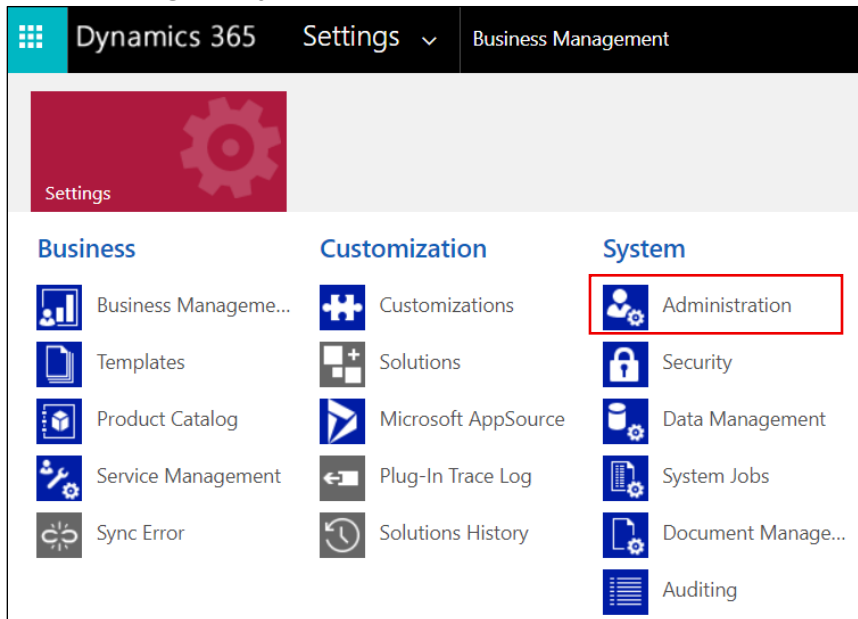 Dynamics 365 Settings Business Management
Settings
Business
Business Manageme...
Templates
Product Catalog
Service Management
Sync Error
Customization
Customizations
Solutions
Microsoft AppSource
Plug-In Trace Log
Solutions History
System
Administration
Security
Data Management
System Jobs
Document Manage...
Auditing